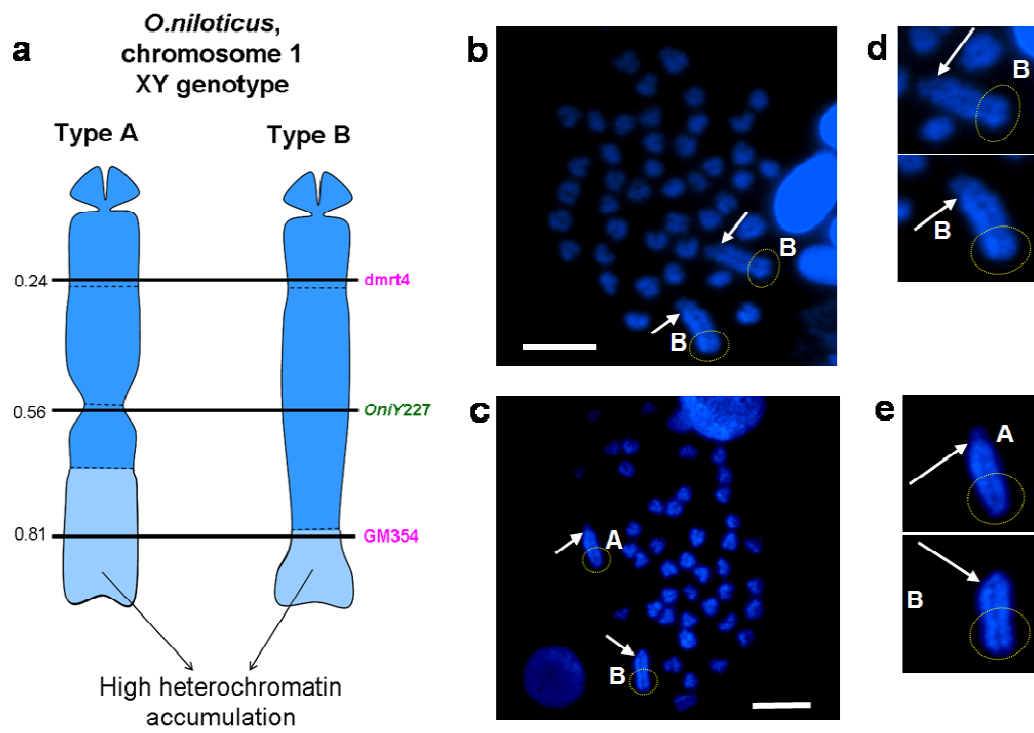 a
O.niloticus,
chromosome 1
XY genotype
Type A
Type B
0.24
dmrt4
0.56
OniY227
0.81
GM354
High heterochromatin
accumulation
b
B
B
c
A
B
d
B
B
e
A
B